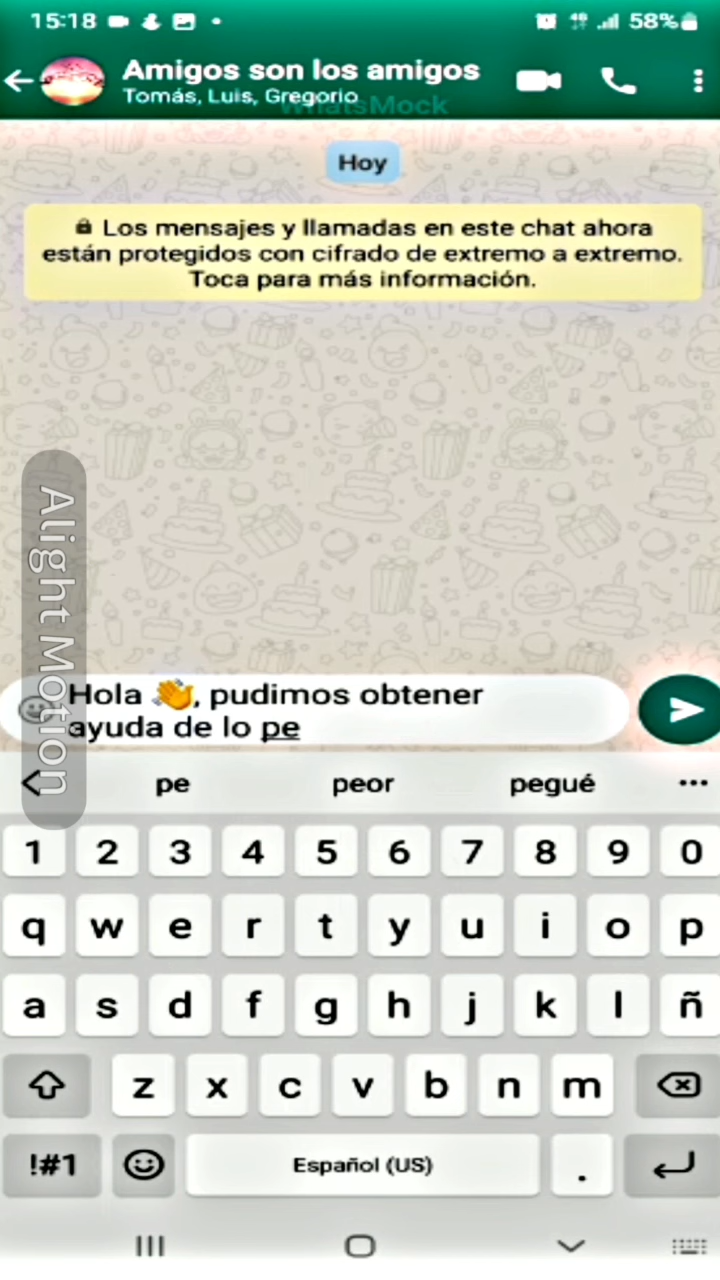 15:18
4G
58%
Amigos son los amigos
Tomás, Luis, Gregorio
WhatsMock
Hoy
Los mensajes y llamadas en este chat ahora
están protegidos con cifrado de extremo a extremo.
Toca para más información.
Alight Motion
Hola 👋, pudimos obtener
ayuda de lo pe
pe peor pegué
1 2 3 4 5 6 7 8 9 0
q w e r t y u i o p
a s d f g h j k l ñ
z x c v b n m
!#1 Español (US) .